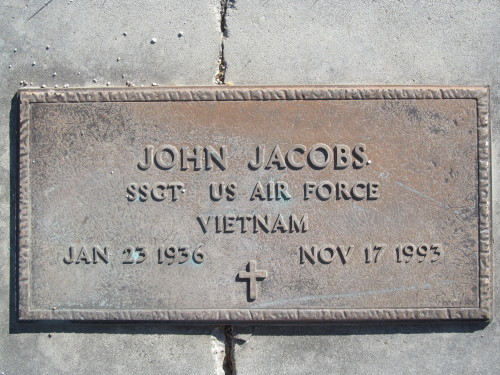 JOHN JACOBS
SSGT US AIR FORCE
VIETNAM
JAN 23 1936 NOV 17 1993